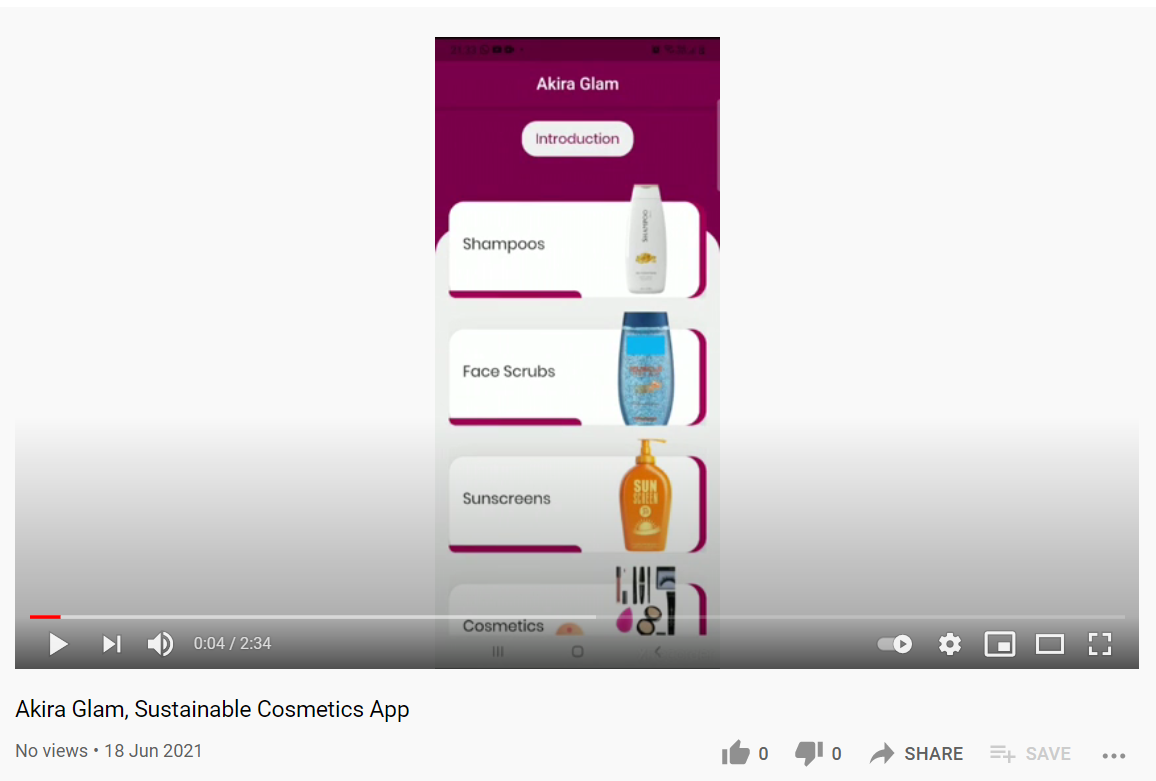 Akira Glam
Introduction
Shampoos
SHAMPOO
Face Scrubs
Sunscreens
SUN
SCREEN
Cosmetics
0:04 / 2:34
Akira Glam, Sustainable Cosmetics App
No views • 18 Jun 2021
0
0
SHARE
SAVE